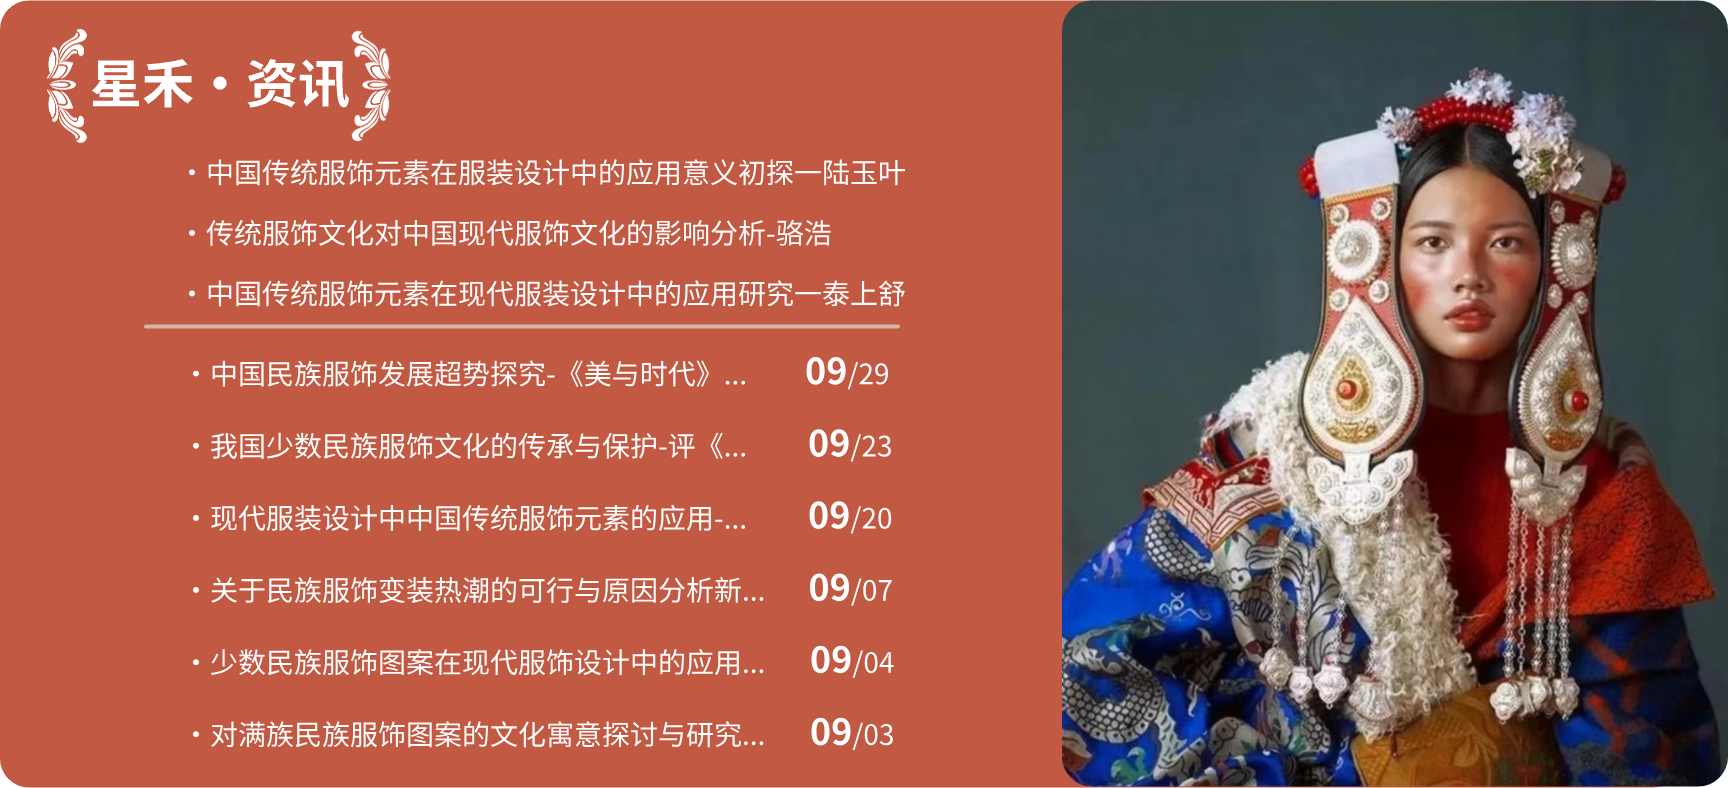 星禾·资讯
·中国传统服饰元素在服装设计中的应用意义初探一陆玉叶
·传统服饰文化对中国现代服饰文化的影响分析-骆浩
·中国传统服饰元素在现代服装设计中的应用研究一泰上舒
·中国民族服饰发展超势探究-《美与时代》... 09/29
·我国少数民族服饰文化的传承与保护-评《... 09/23
·现代服装设计中中国传统服饰元素的应用-... 09/20
·关于民族服饰变装热潮的可行与原因分析新... 09/07
·少数民族服饰图案在现代服饰设计中的应用... 09/04
·对满族民族服饰图案的文化寓意探讨与研究... 09/03